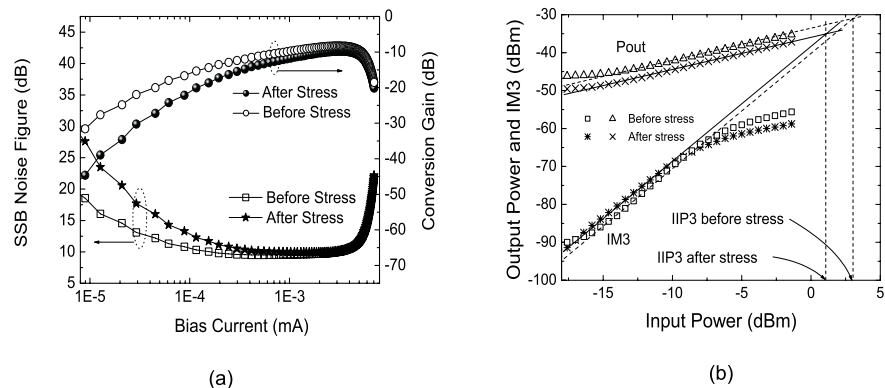 SSB Noise Figure (dB)
45
40
35
30
25
20
15
10
5
After Stress
Before Stress
Before Stress
After Stress
0
-10
-20
-30
-40
-50
-60
-70
Conversion Gain (dB)
1E-5
1E-4
1E-3
Bias Current (mA)
(a)
Output Power and IM3 (dBm)
-30
-40
-50
-60
-70
-80
-90
-100
Pout
Before stress
After stress
IIP3 before stress
IM3
IIP3 after stress
-15
-10
-5
0
5
Input Power (dBm)
(b)